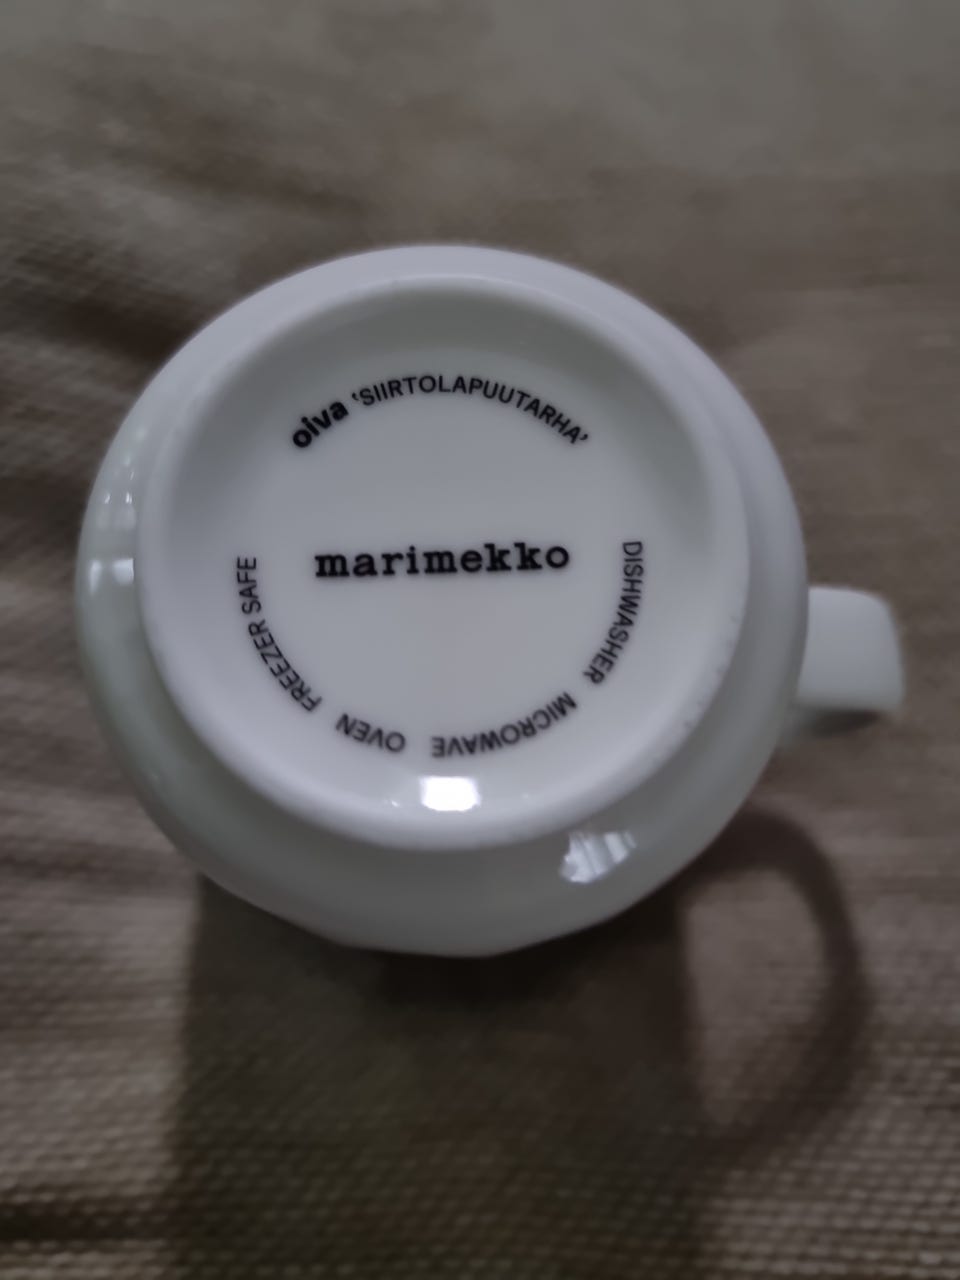 oiva ‛SIIRTOLAPUUTARHA’
marimekko
DISHWASHER MICROWAVE OVEN FREEZER SAFE